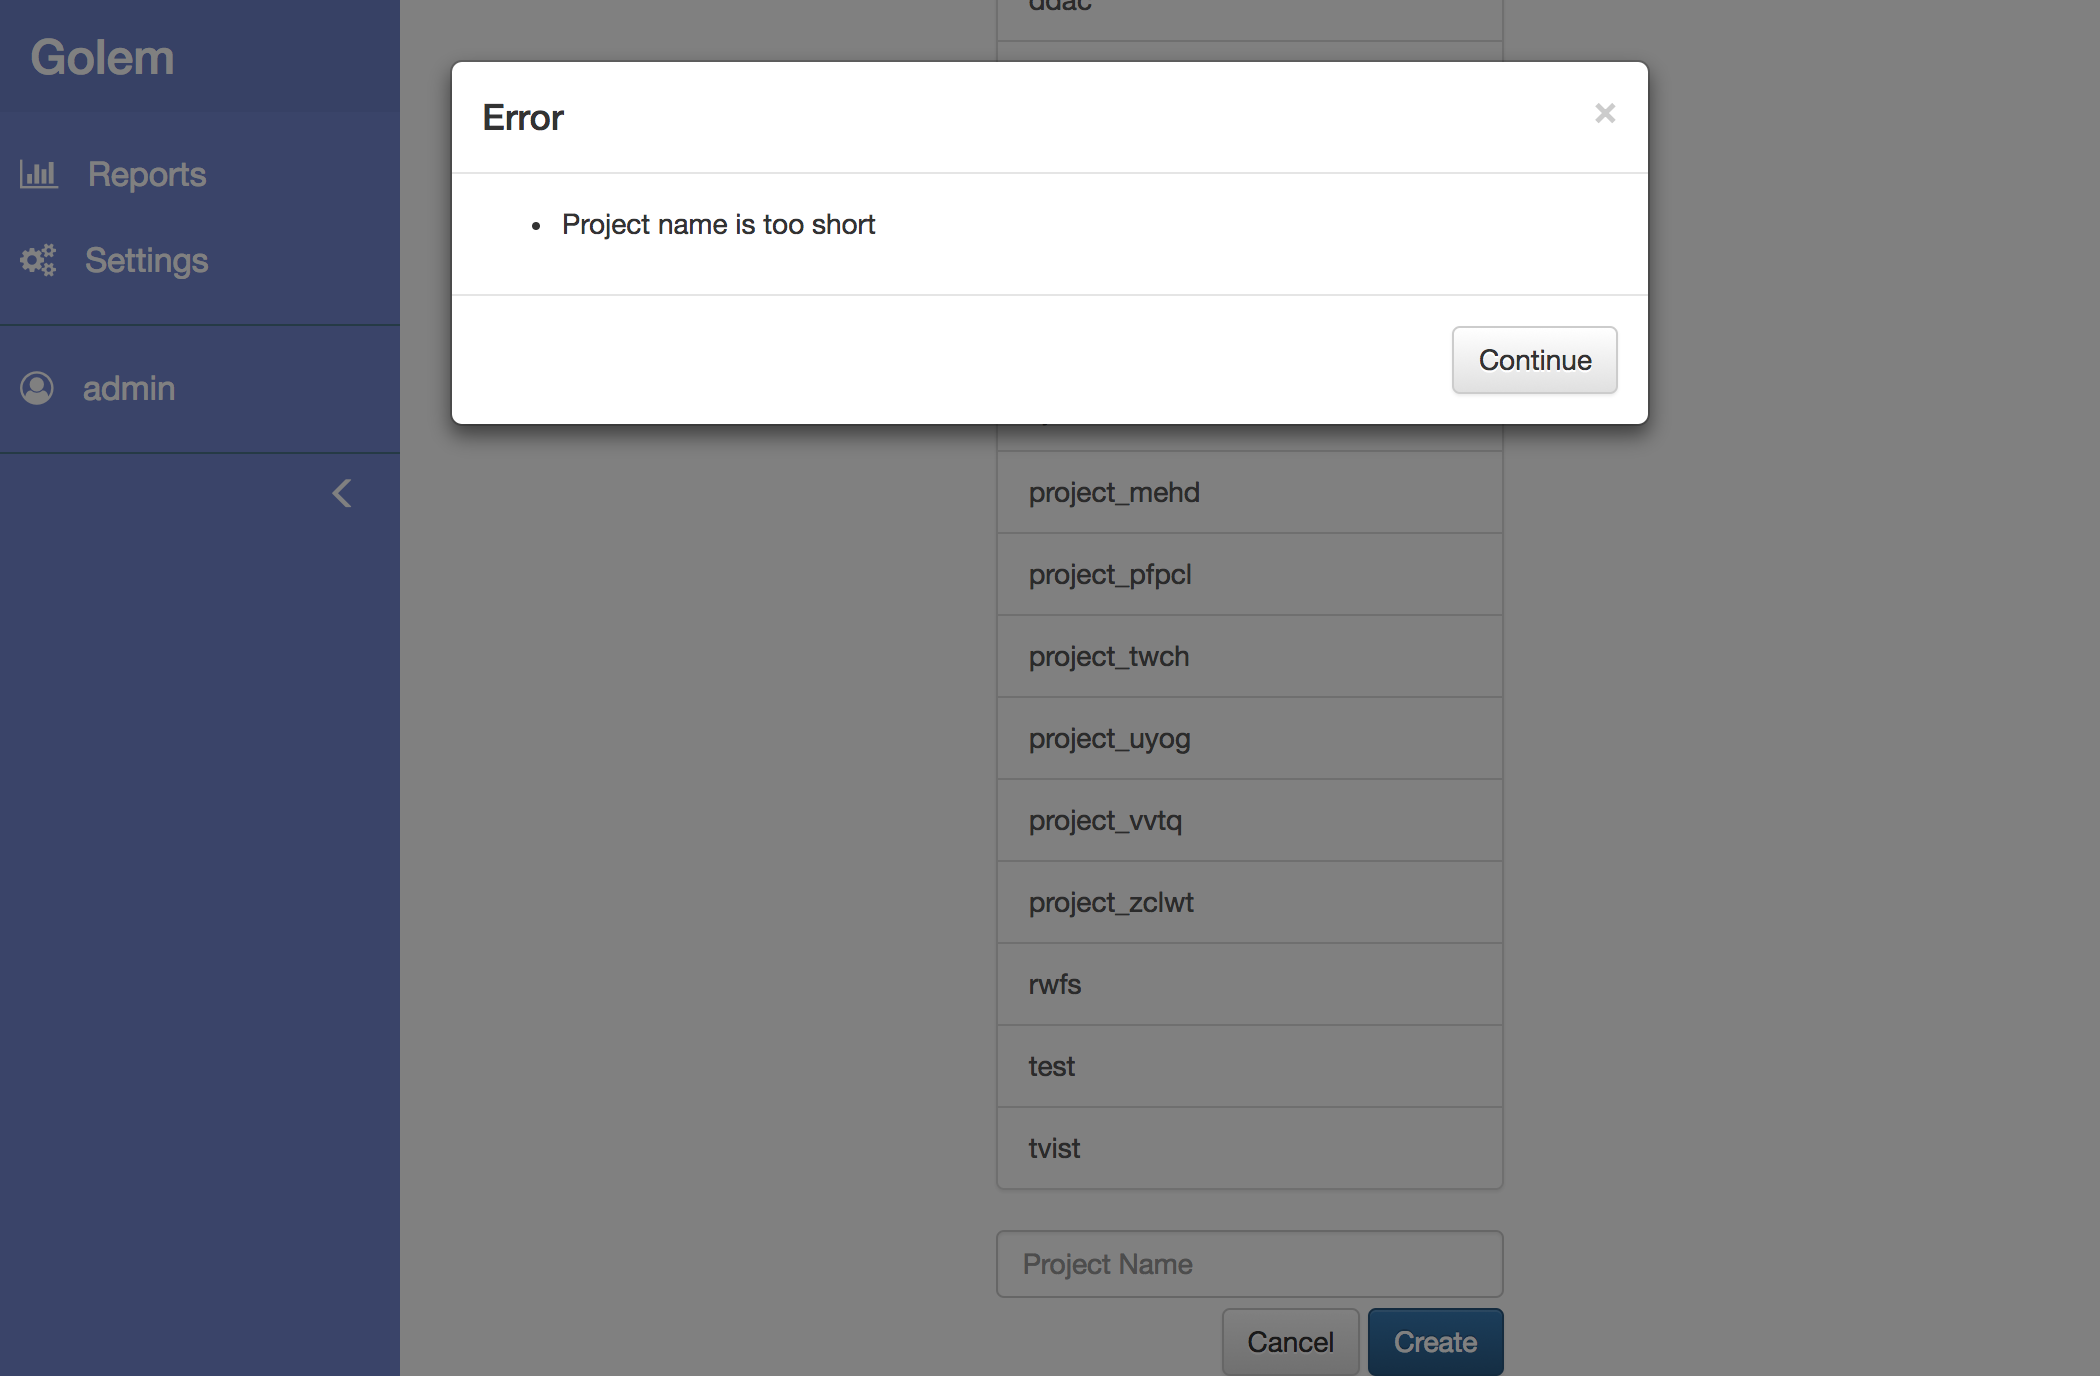 Golem
Reports
Settings
admin
ddac
Error
×
Project name is too short
Continue
project_mehd
project_pfpcl
project_twch
project_uyog
project_vvtq
project_zclwt
rwfs
test
tvist
Project Name
Cancel
Create